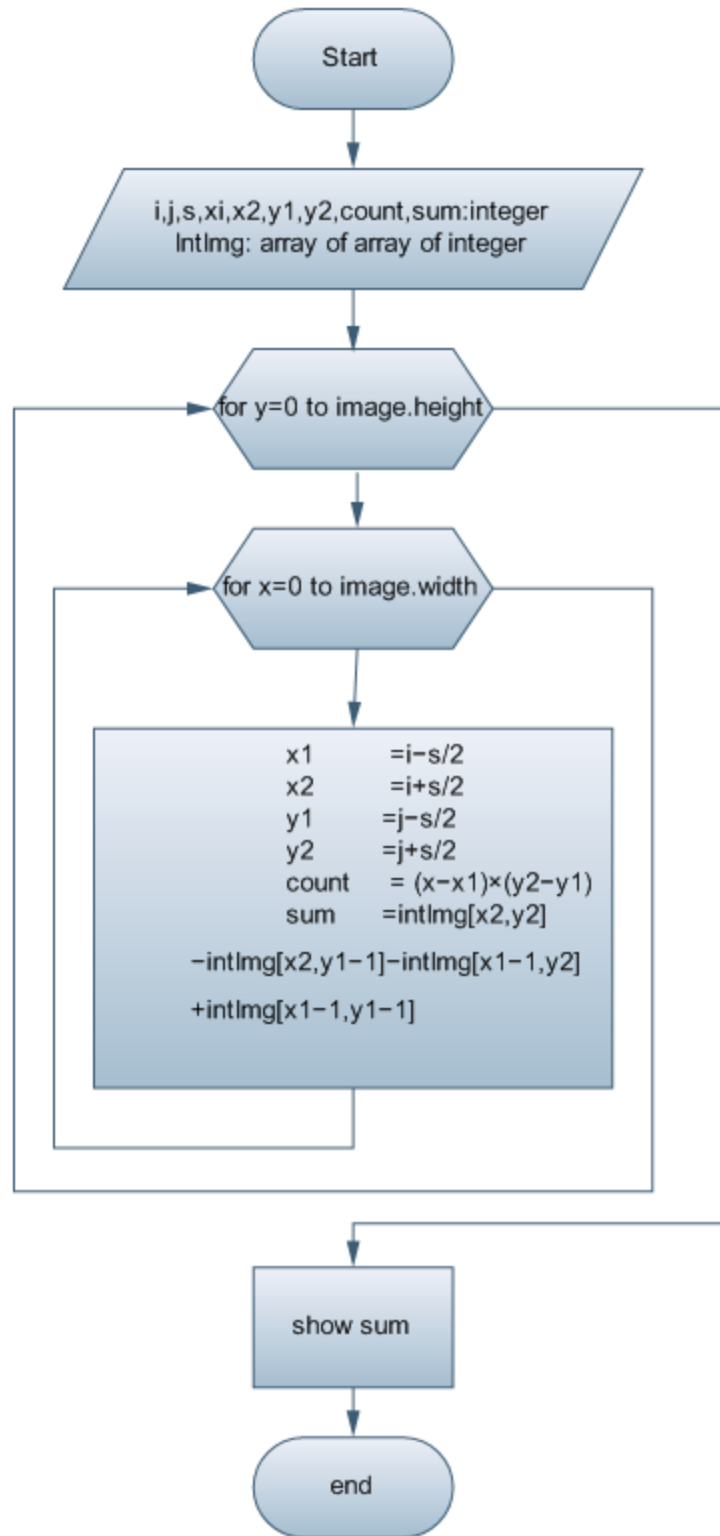 Start
i,j,s,xi,x2,y1,y2,count,sum:integer
IntImg: array of array of integer
for y=0 to image.height
for x=0 to image.width
x1 =i−s/2
x2 =i+s/2
y1 =j−s/2
y2 =j+s/2
count = (x−x1)×(y2−y1)
sum =intImg[x2,y2]
−intImg[x2,y1−1]−intImg[x1−1,y2]
+intImg[x1−1,y1−1]
show sum
end